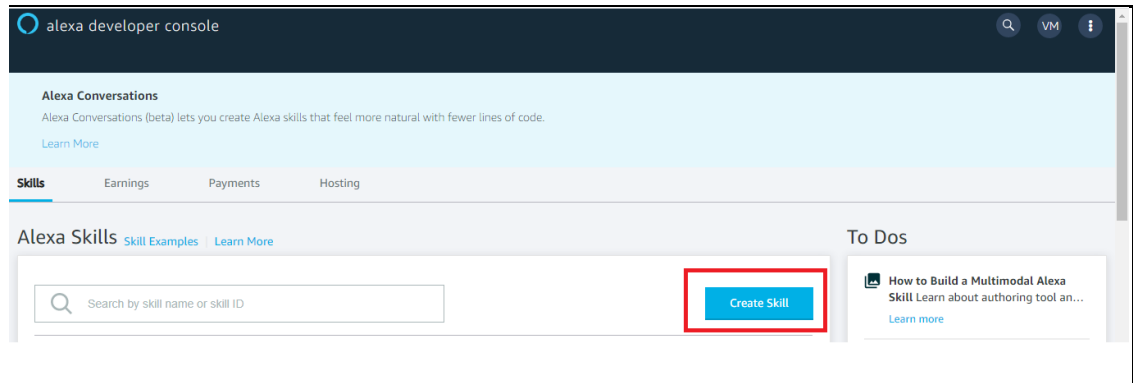 alexa developer console
VM
Alexa Conversations
Alexa Conversations (beta) lets you create Alexa skills that feel more natural with fewer lines of code.
Learn More
Skills Earnings Payments Hosting
Alexa Skills Skill Examples | Learn More
To Dos
Search by skill name or skill ID
Create Skill
How to Build a Multimodal Alexa
Skill Learn about authoring tool an...
Learn more